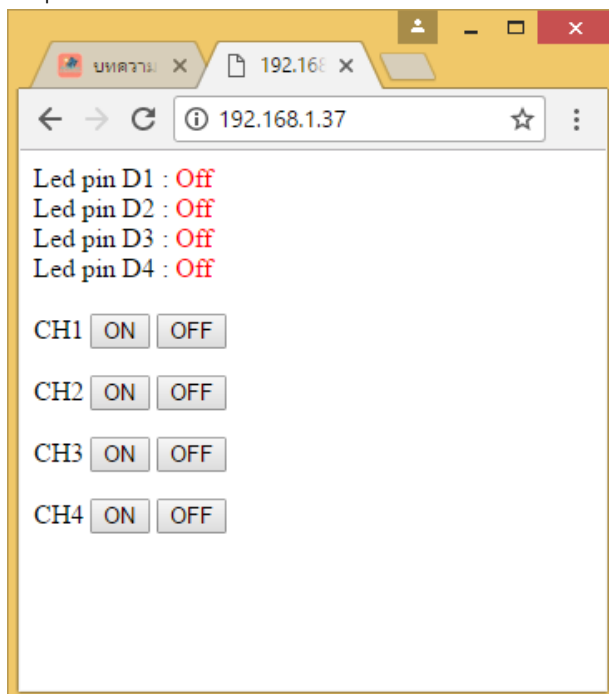 บทความ
192.168
192.168.1.37
Led pin D1 : Off
Led pin D2 : Off
Led pin D3 : Off
Led pin D4 : Off
CH1 ON OFF
CH2 ON OFF
CH3 ON OFF
CH4 ON OFF